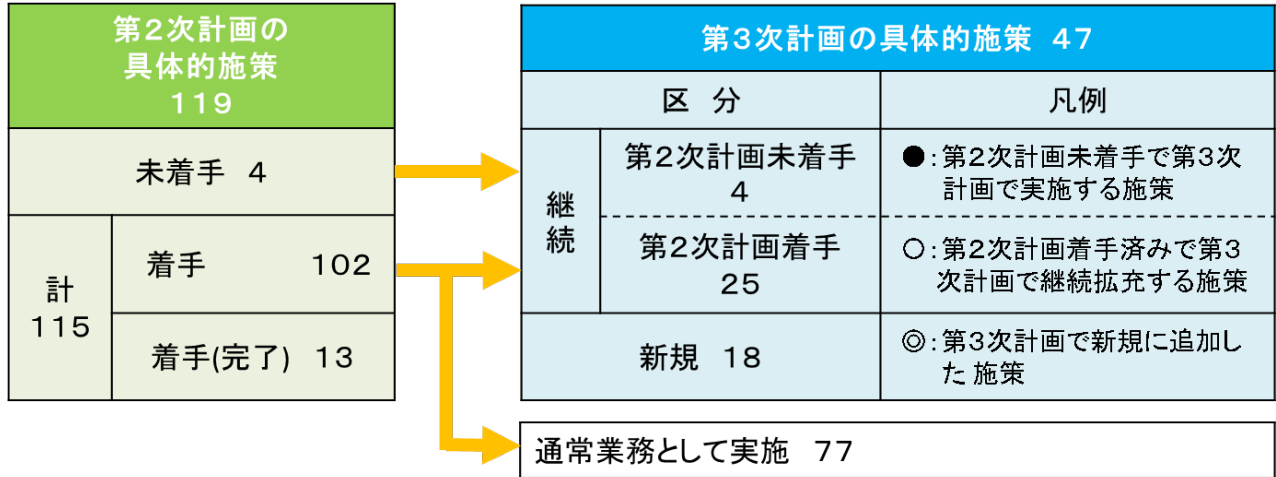 第2次計画の
具体的施策
119
未着手 4
計
115
着手 102
着手(完了) 13
第3次計画の具体的施策 47
区 分
凡例
継
続
第2次計画未着手
4
●:第2次計画未着手で第3次
計画で実施する施策
第2次計画着手
25
○:第2次計画着手済みで第3
次計画で継続拡充する施策
新規 18
◎:第3次計画で新規に追加し
た 施策
通常業務として実施 77